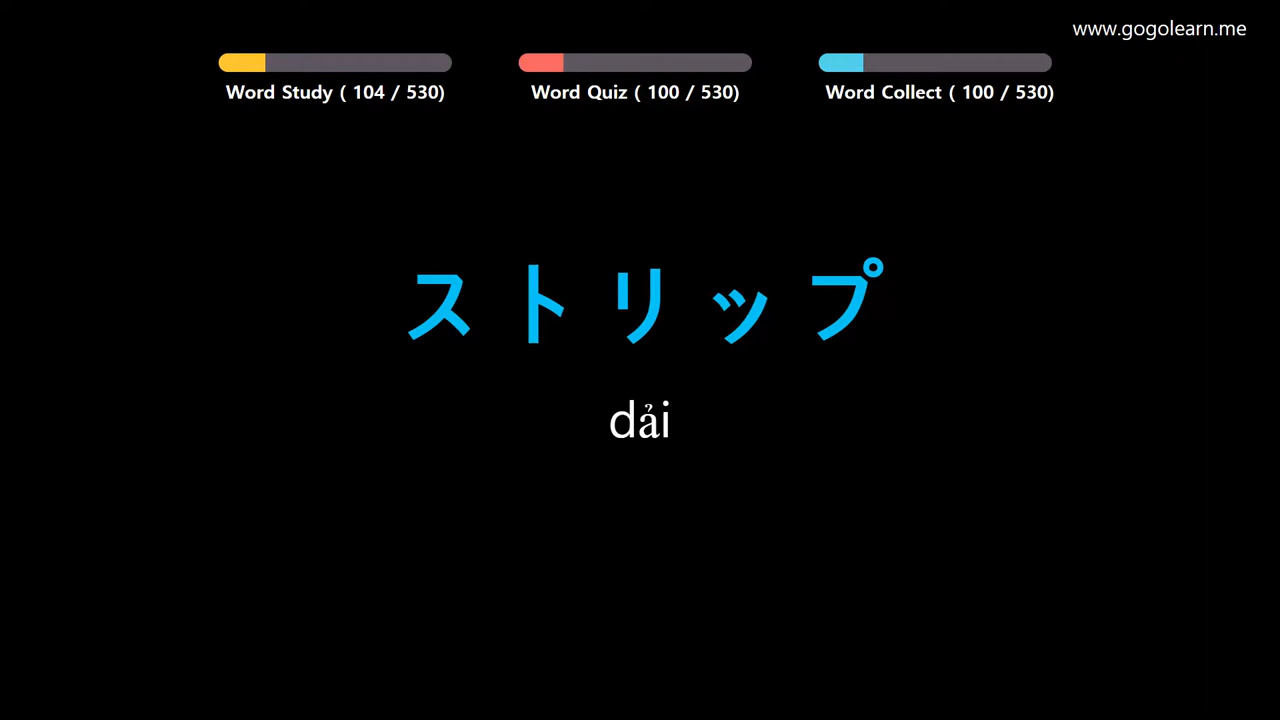 www.gogolearn.me
Word Study ( 104 / 530)
Word Quiz ( 100 / 530)
Word Collect ( 100 / 530)
ストリップ
dải